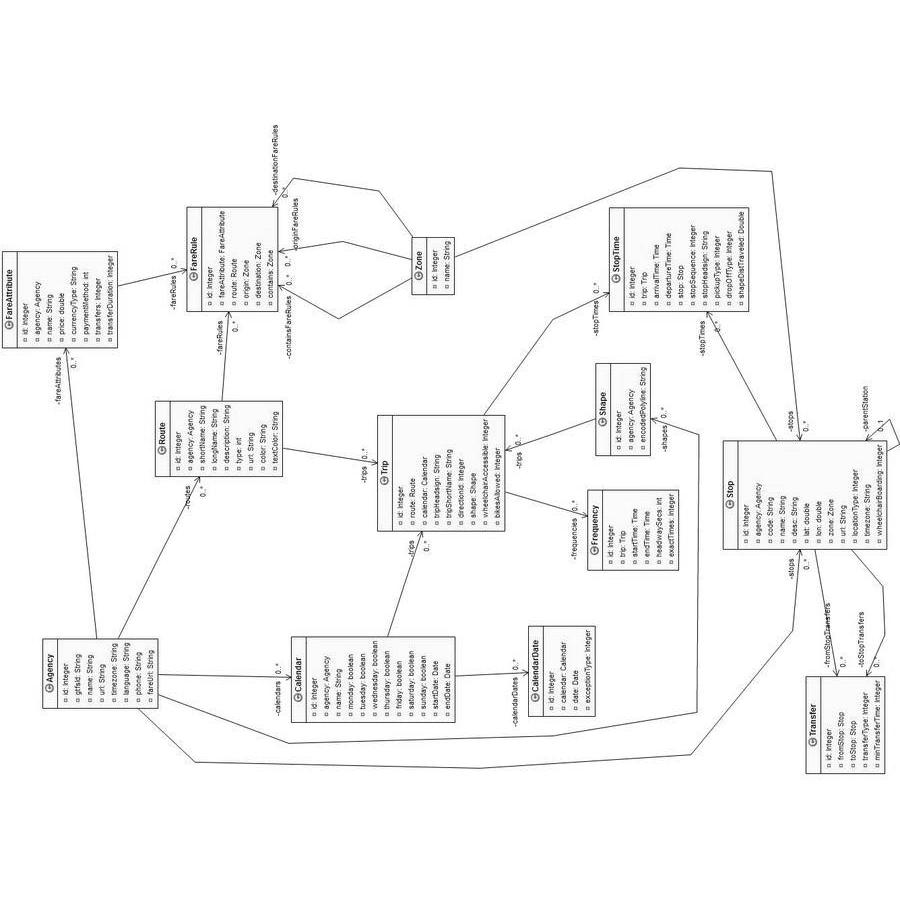 FareAttribute
id: Integer
agency: Agency
name: String
price: double
currencyType: String
paymentMethod: int
transfers: Integer
transferDuration: Integer
-fareAttributes
0..*
-fareRules 0..*
FareRule
id: Integer
fareAttribute: FareAttribute
route: Route
origin: Zone
destination: Zone
contains: Zone
-destinationFareRules
0..*
-originFareRules
0..*
-containsFareRules
0..*
-fareRules
0..*
Zone
id: Integer
name: String
StopTime
id: Integer
trip: Trip
arrivalTime: Time
departureTime: Time
stop: Stop
stopSequence: Integer
stopHeadsign: String
pickupType: Integer
dropOffType: Integer
shapeDistTraveled: Double
-stopTimes 0..*
-stopTimes
0..*
Route
id: Integer
agency: Agency
shortName: String
longName: String
description: String
type: int
url: String
color: String
textColor: String
-routes
0..*
-trips 0..*
Trip
id: Integer
route: Route
calendar: Calendar
tripHeadsign: String
tripShortName: String
directionId: Integer
shape: Shape
wheelchairAccessible: Integer
bikesAllowed: Integer
-trips
0..*
-trips
0..*
Shape
id: Integer
agency: Agency
encodedPolyline: String
-shapes 0..*
Frequency
id: Integer
trip: Trip
startTime: Time
endTime: Time
headwaySecs: int
exactTimes: Integer
-frequencies 0..*
Stop
id: Integer
agency: Agency
code: String
name: String
desc: String
lat: double
lon: double
zone: Zone
url: String
locationType: Integer
timezone: String
wheelchairBoarding: Integer
-stops
0..*
-parentStation
0..1
-stops
0..*
Agency
id: Integer
gtfsId: String
name: String
url: String
timezone: String
language: String
phone: String
fareUrl: String
-calendars 0..*
Calendar
id: Integer
agency: Agency
name: String
monday: boolean
tuesday: boolean
wednesday: boolean
thursday: boolean
friday: boolean
saturday: boolean
sunday: boolean
startDate: Date
endDate: Date
-calendarDates 0..*
CalendarDate
id: Integer
calendar: Calendar
date: Date
exceptionType: Integer
-fromStopTransfers
0..*
-toStopTransfers
0..*
Transfer
id: Integer
fromStop: Stop
toStop: Stop
transferType: Integer
minTransferTime: Integer